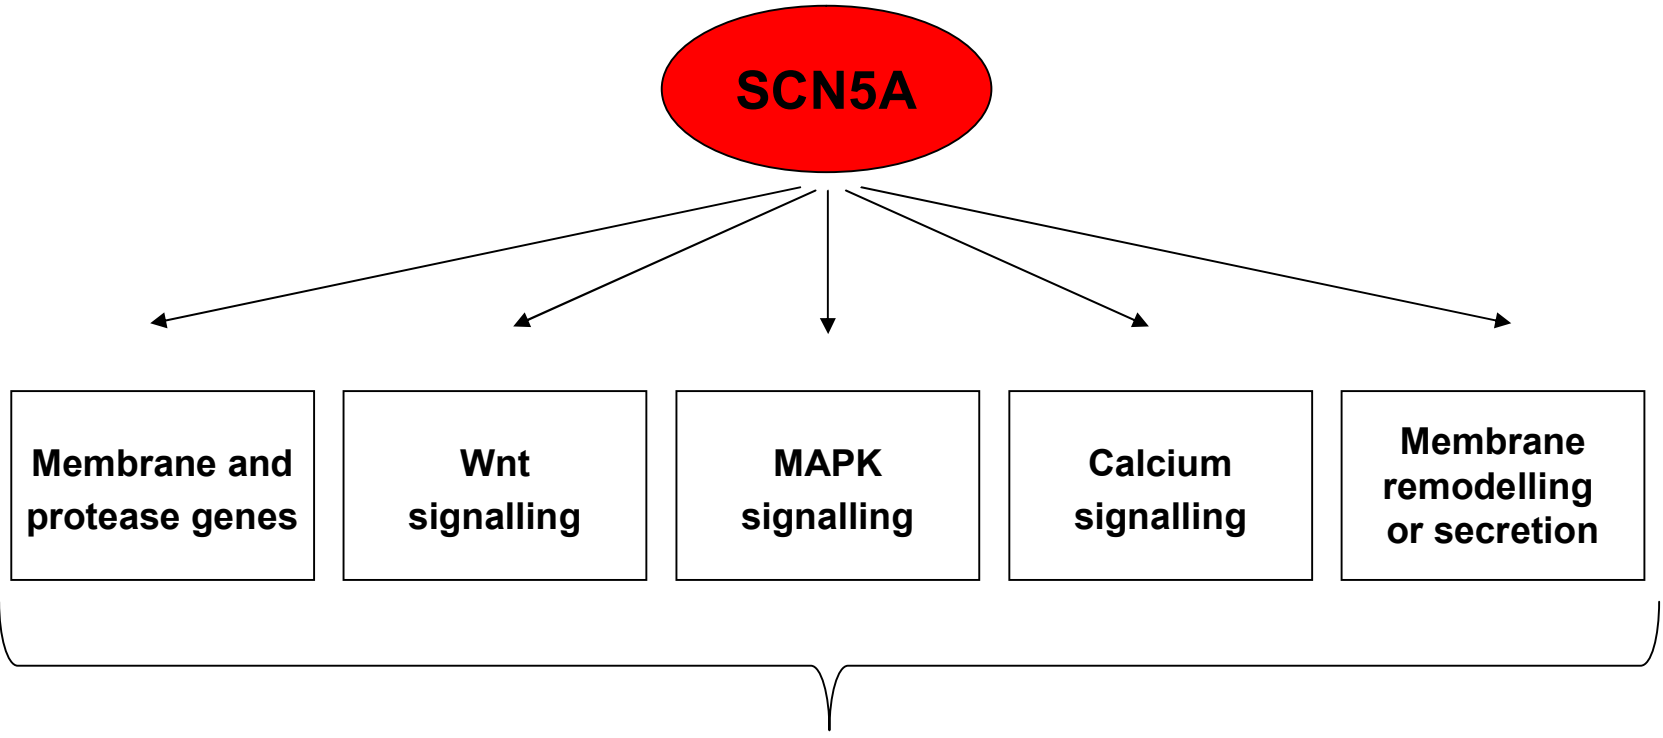 SCN5A
Membrane and
protease genes
Wnt
signalling
MAPK
signalling
Calcium
signalling
Membrane
remodelling
or secretion